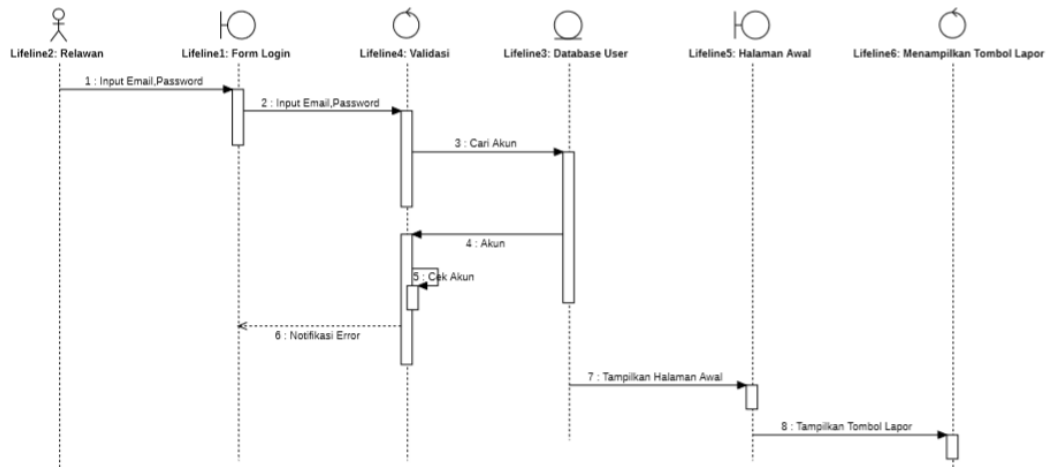 Lifeline2: Relawan
Lifeline1: Form Login
Lifeline4: Validasi
Lifeline3: Database User
Lifeline5: Halaman Awal
Lifeline6: Menampilkan Tombol Lapor
1 : Input Email,Password
2 : Input Email,Password
3 : Cari Akun
4 : Akun
5 : Cek Akun
6 : Notifikasi Error
7 : Tampilkan Halaman Awal
8 : Tampilkan Tombol Lapor